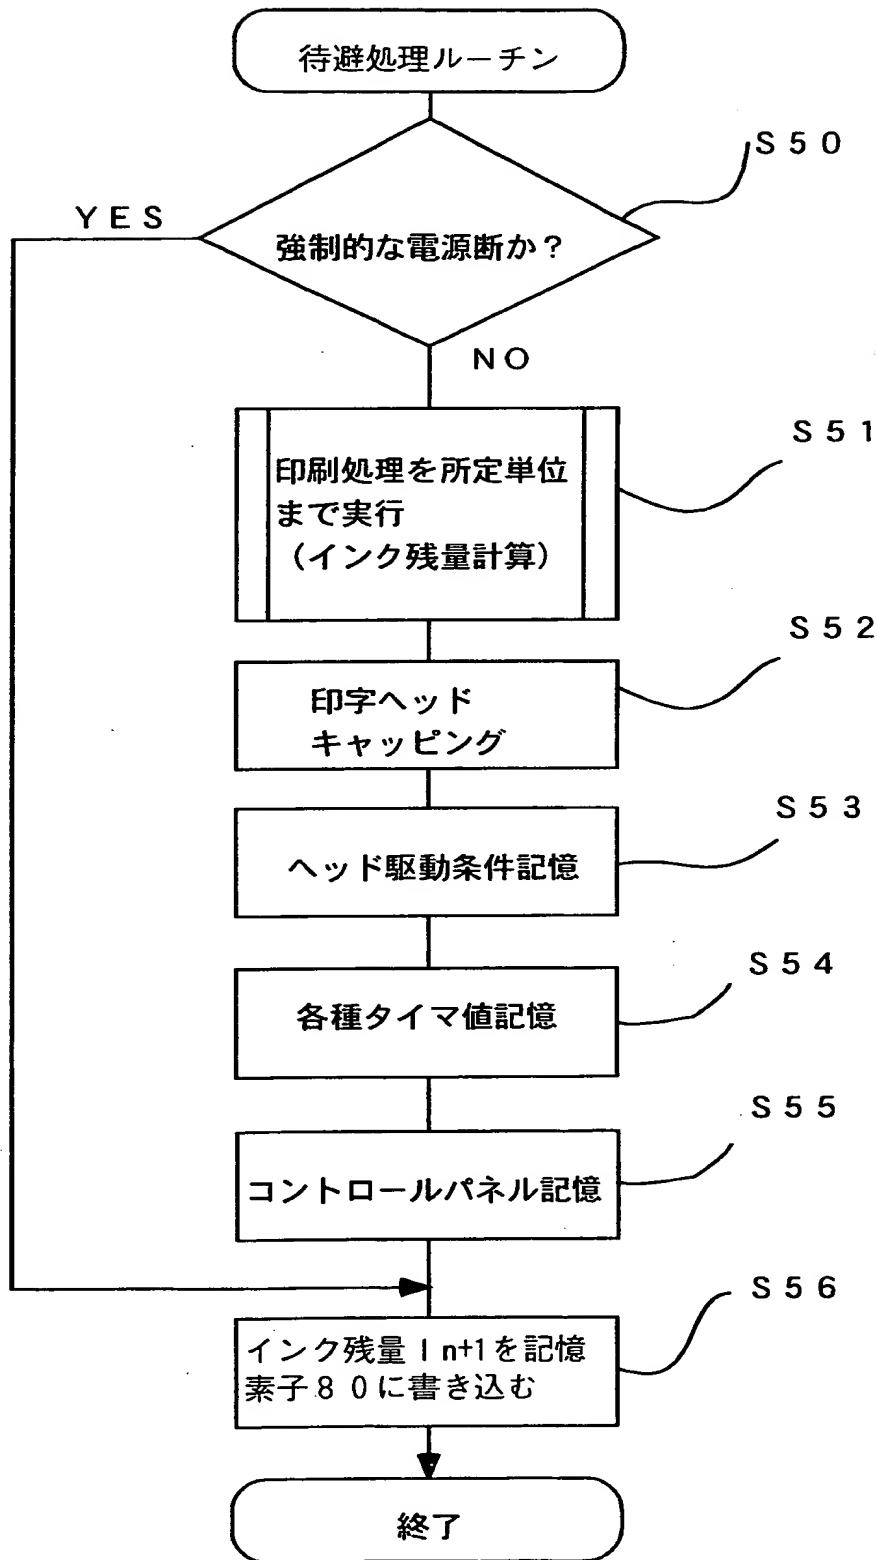 待避処理ルーチン
S50
YES
強制的な電源断か?
NO
S51
印刷処理を所定単位
まで実行
(インク残量計算)
S52
印字ヘッド
キャッピング
S53
ヘッド駆動条件記憶
S54
各種タイマ値記憶
S55
コントロールパネル記憶
S56
インク残量In+1を記憶
素子80に書き込む
終了